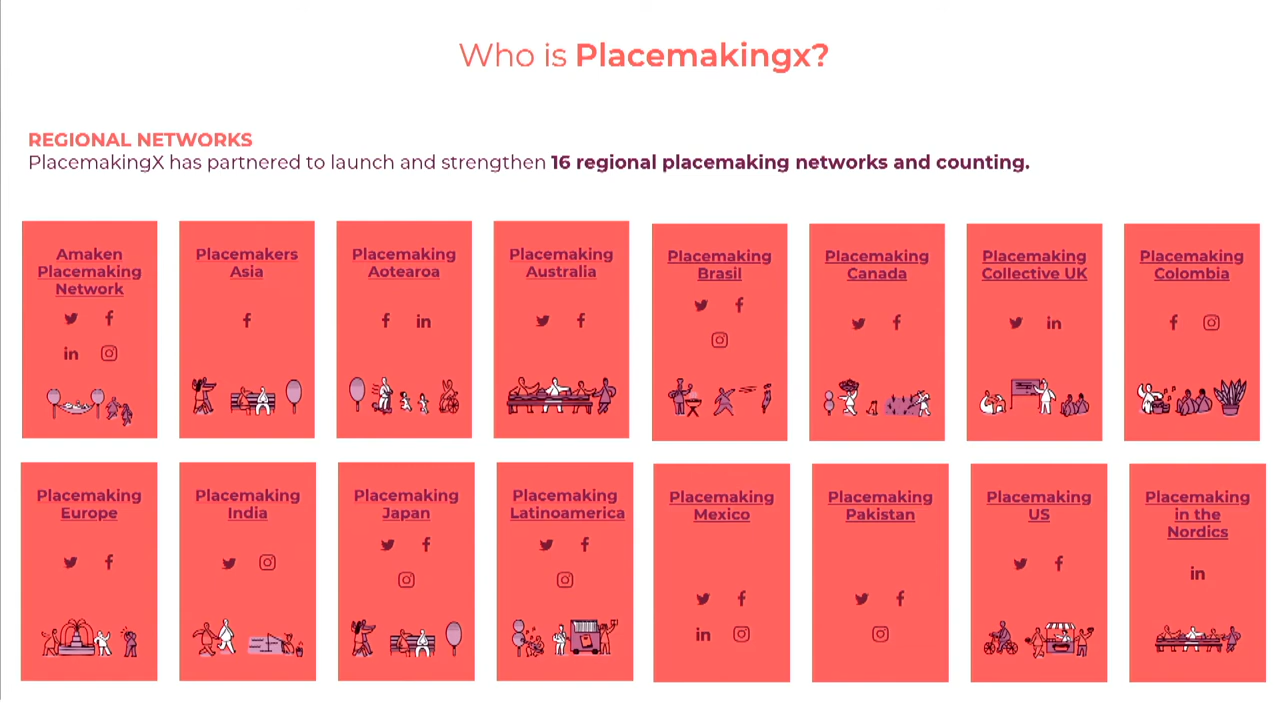 Who is Placemakingx?
REGIONAL NETWORKS
PlacemakingX has partnered to launch and strengthen 16 regional placemaking networks and counting.
Amaken
Placemaking
Network
Placemakers
Asia
Placemaking
Aotearoa
Placemaking
Australia
Placemaking
Brasil
Placemaking
Canada
Placemaking
Collective UK
Placemaking
Colombia
Placemaking
Europe
Placemaking
India
Placemaking
Japan
Placemaking
Latinoamerica
Placemaking
Mexico
Placemaking
Pakistan
Placemaking
US
Placemaking
in the
Nordics